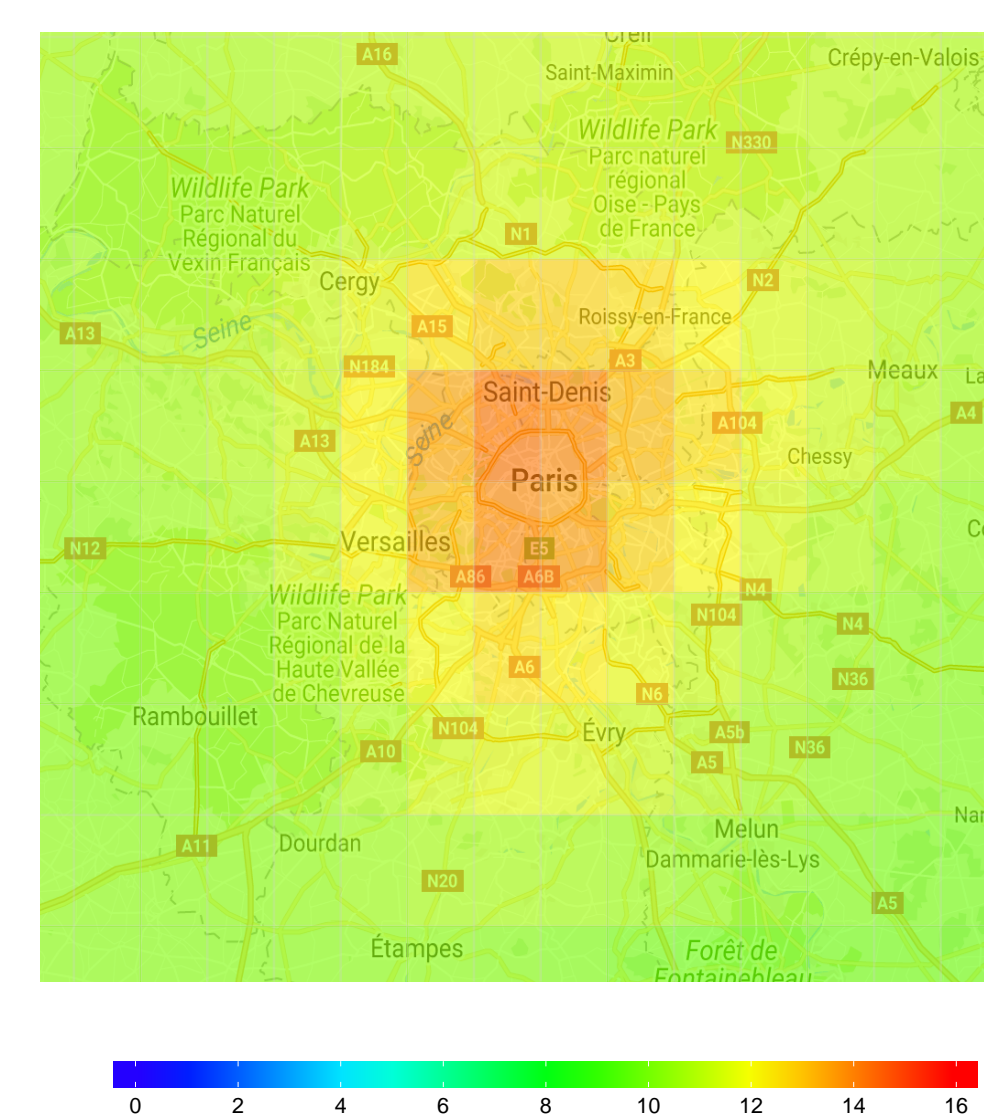 Creil
A16
Saint-Maximin
Crépy-en-Valois
Wildlife Park
Parc naturel
régional
Oise - Pays
de France
N330
Wildlife Park
Parc Naturel
Régional du
Vexin Français
N1
Cergy
N2
Seine
A13
A15
Roissy-en-France
N184
A3
Meaux
La
Saint-Denis
A4
A104
A13
Seine
Chessy
Paris
Co
N12
Versailles
E5
A86
A6B
Wildlife Park
Parc Naturel
Régional de la
Haute Vallée
de Chevreuse
N4
N104
N4
A6
N36
N6
Rambouillet
N104
Évry
A5b
A10
N36
A5
Nan
Melun
A11
Dourdan
Dammarie-lès-Lys
N20
A5
Étampes
Forêt de
Fontainebleau
0 2 4 6 8 10 12 14 16